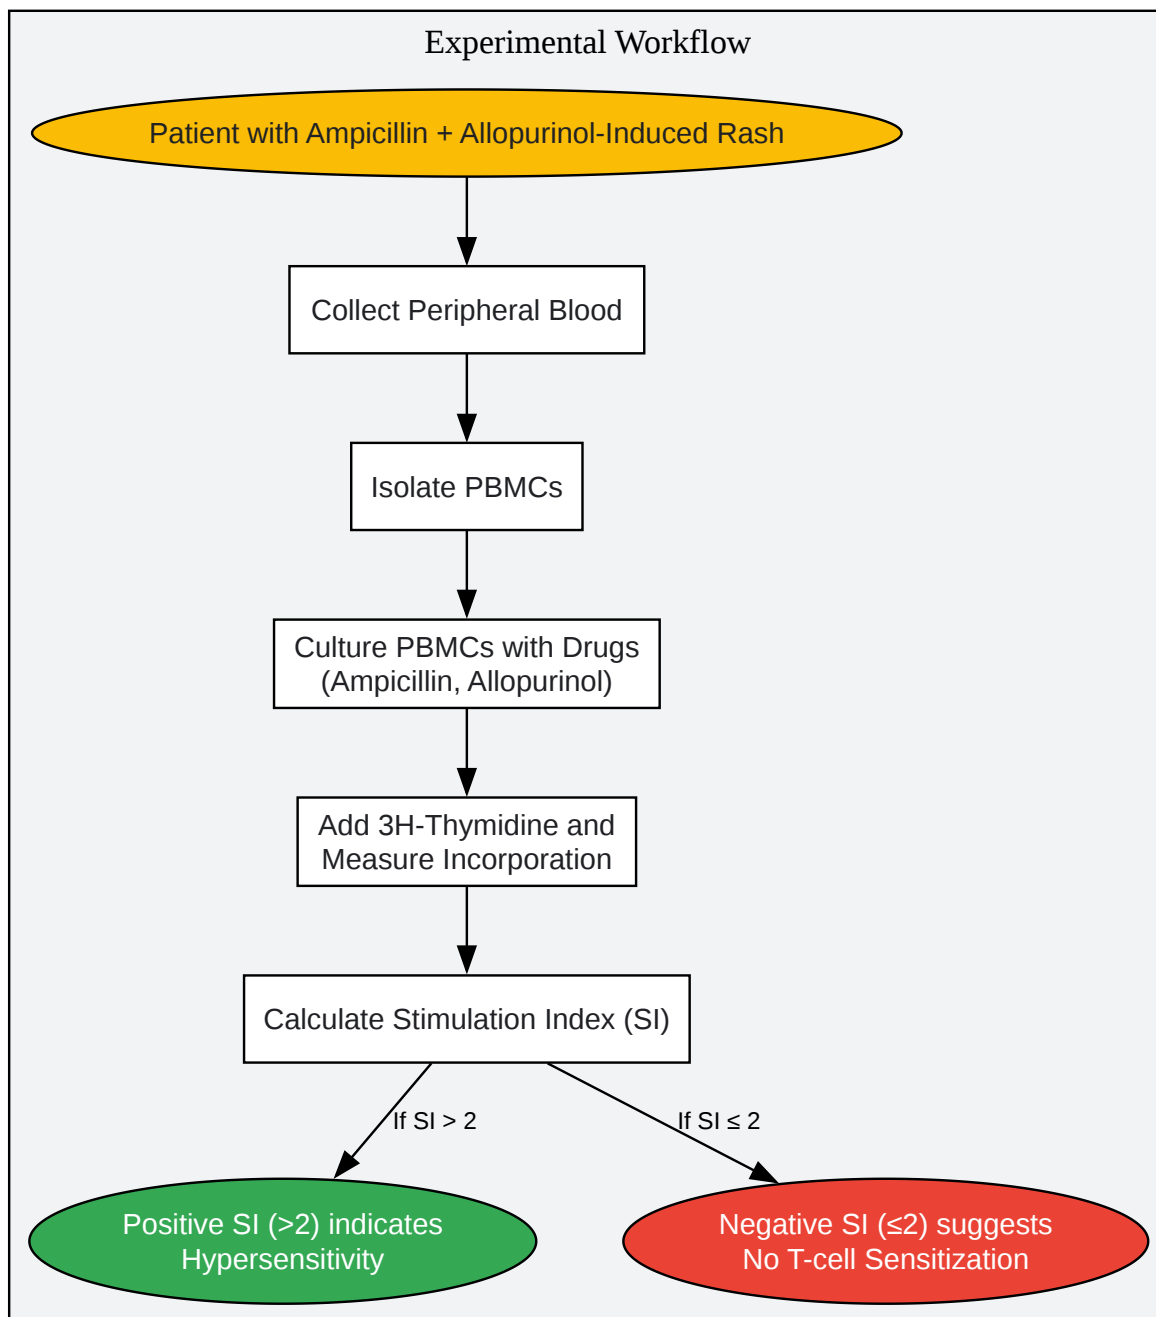 Experimental Workflow
Patient with Ampicillin + Allopurinol-Induced Rash
Collect Peripheral Blood
Isolate PBMCs
Culture PBMCs with Drugs
(Ampicillin, Allopurinol)
Add 3H-Thymidine and
Measure Incorporation
Calculate Stimulation Index (SI)
If SI > 2
If SI ≤ 2
Positive SI (>2) indicates
Hypersensitivity
Negative SI (≤2) suggests
No T-cell Sensitization